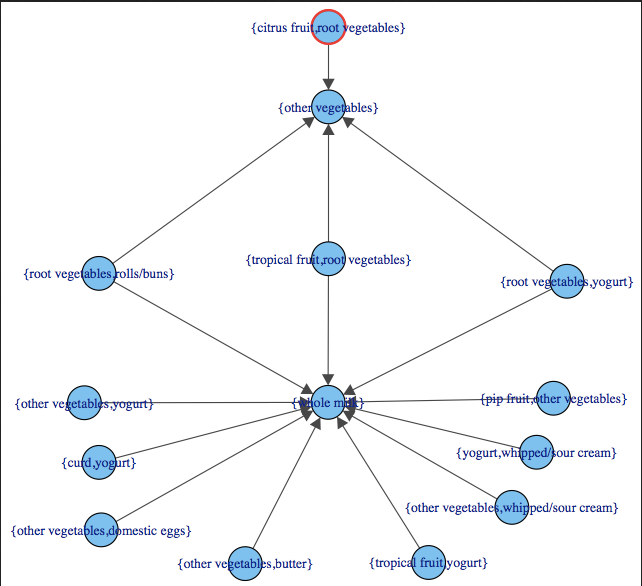 {citrus fruit,root vegetables}
{other vegetables}
{tropical fruit,root vegetables}
{root vegetables,rolls/buns}
{root vegetables,yogurt}
{other vegetables,yogurt}
{whole milk}
{pip fruit,other vegetables}
{curd,yogurt}
{yogurt,whipped/sour cream}
{other vegetables,whipped/sour cream}
{other vegetables,domestic eggs}
{other vegetables,butter}
{tropical fruit,yogurt}